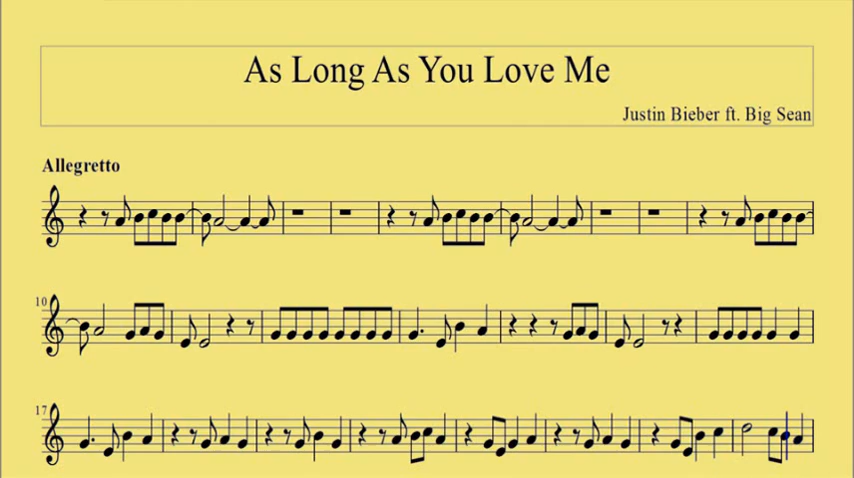 As Long As You Love Me
Justin Bieber ft. Big Sean
Allegretto
10
17